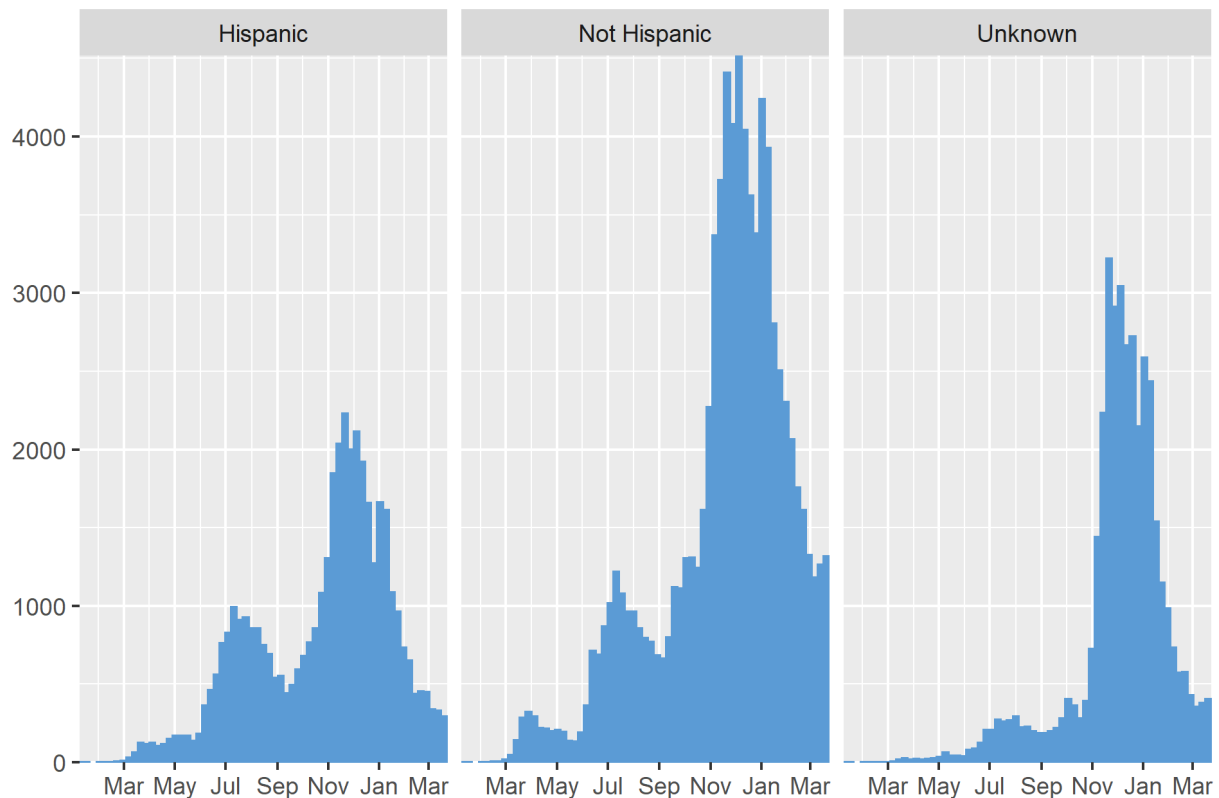 Hispanic Not Hispanic Unknown
4000
3000
2000
1000
0
Mar May Jul Sep Nov Jan Mar Mar May Jul Sep Nov Jan Mar Mar May Jul Sep Nov Jan Mar